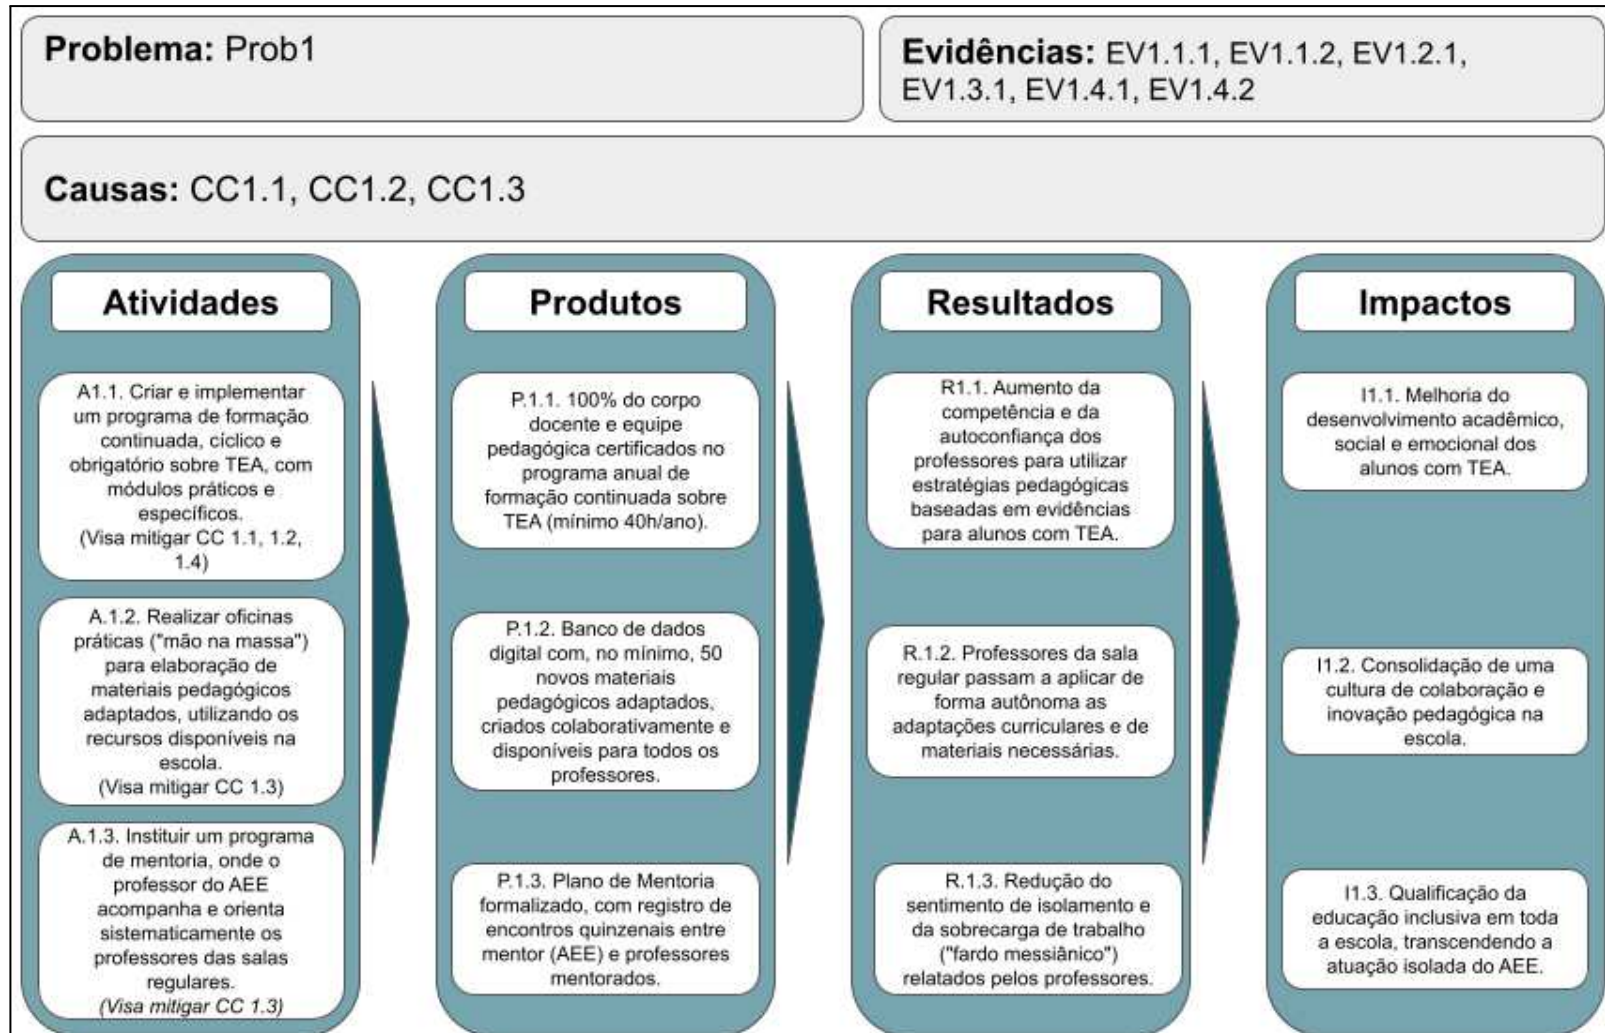 Problema: Prob1
Evidências: EV1.1.1, EV1.1.2, EV1.2.1,
EV1.3.1, EV1.4.1, EV1.4.2
Causas: CC1.1, CC1.2, CC1.3
Atividades
A1.1. Criar e implementar
um programa de formação
continuada, cíclico e
obrigatório sobre TEA, com
módulos práticos e
específicos.
(Visa mitigar CC 1.1, 1.2,
1.4)
A.1.2. Realizar oficinas
práticas ("mão na massa")
para elaboração de
materiais pedagógicos
adaptados, utilizando os
recursos disponíveis na
escola.
(Visa mitigar CC 1.3)
A.1.3. Instituir um programa
de mentoria, onde o
professor do AEE
acompanha e orienta
sistematicamente os
professores das salas
regulares.
(Visa mitigar CC 1.3)
Produtos
P.1.1. 100% do corpo
docente e equipe
pedagógica certificados no
programa anual de
formação continuada sobre
TEA (mínimo 40h/ano).
P.1.2. Banco de dados
digital com, no mínimo, 50
novos materiais
pedagógicos adaptados,
criados colaborativamente e
disponíveis para todos os
professores.
P.1.3. Plano de Mentoria
formalizado, com registro de
encontros quinzenais entre
mentor (AEE) e professores
mentorados.
Resultados
R1.1. Aumento da
competência e da
autoconfiança dos
professores para utilizar
estratégias pedagógicas
baseadas em evidências
para alunos com TEA.
R.1.2. Professores da sala
regular passam a aplicar de
forma autônoma as
adaptações curriculares e de
materiais necessárias.
R.1.3. Redução do
sentimento de isolamento e
da sobrecarga de trabalho
("fardo messiânico")
relatados pelos professores.
Impactos
I1.1. Melhoria do
desenvolvimento acadêmico,
social e emocional dos
alunos com TEA.
I1.2. Consolidação de uma
cultura de colaboração e
inovação pedagógica na
escola.
I1.3. Qualificação da
educação inclusiva em toda
a escola, transcendendo a
atuação isolada do AEE.